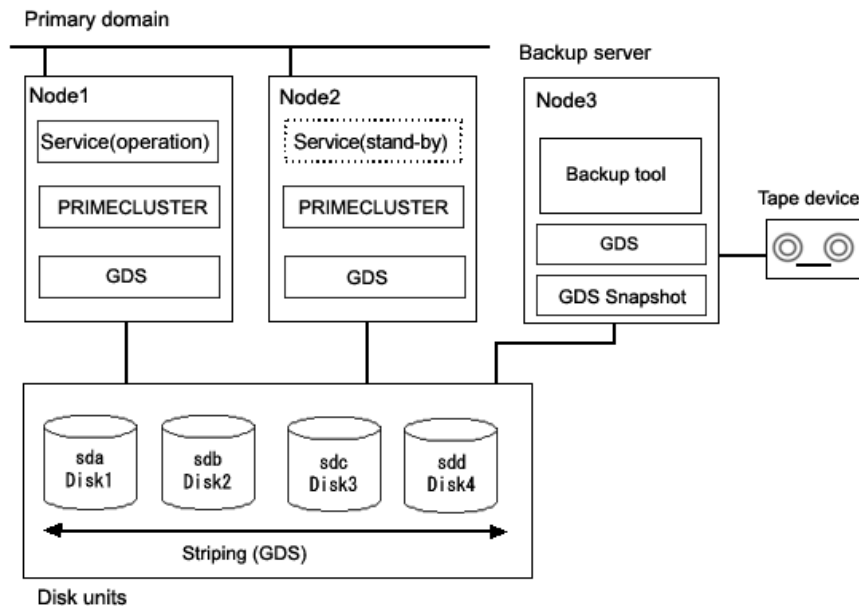 Primary domain
Backup server
Node1
Service(operation)
PRIMECLUSTER
GDS
Node2
Service(stand-by)
PRIMECLUSTER
GDS
Node3
Backup tool
GDS
GDS Snapshot
Tape device
sda
Disk1
sdb
Disk2
sdc
Disk3
sdd
Disk4
Striping (GDS)
Disk units